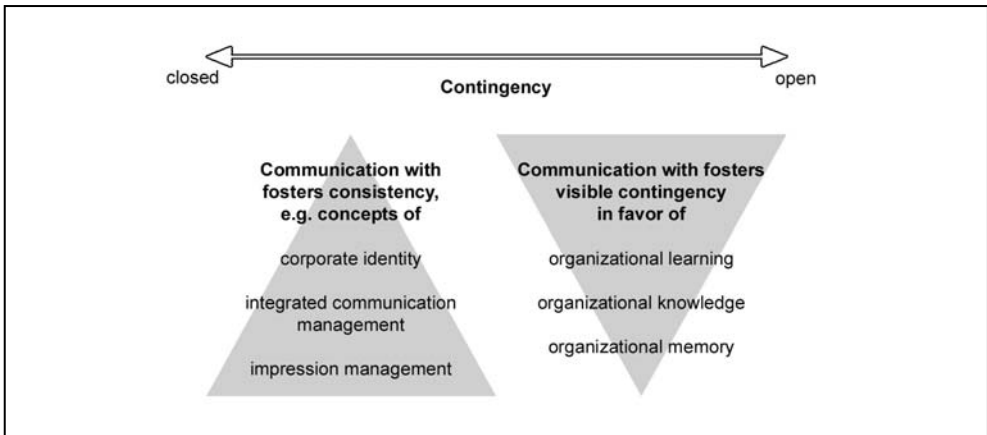 closed
open
Contingency
Communication with
fosters consistency,
e.g. concepts of
corporate identity
integrated communication
management
impression management
Communication with fosters
visible contingency
in favor of
organizational learning
organizational knowledge
organizational memory